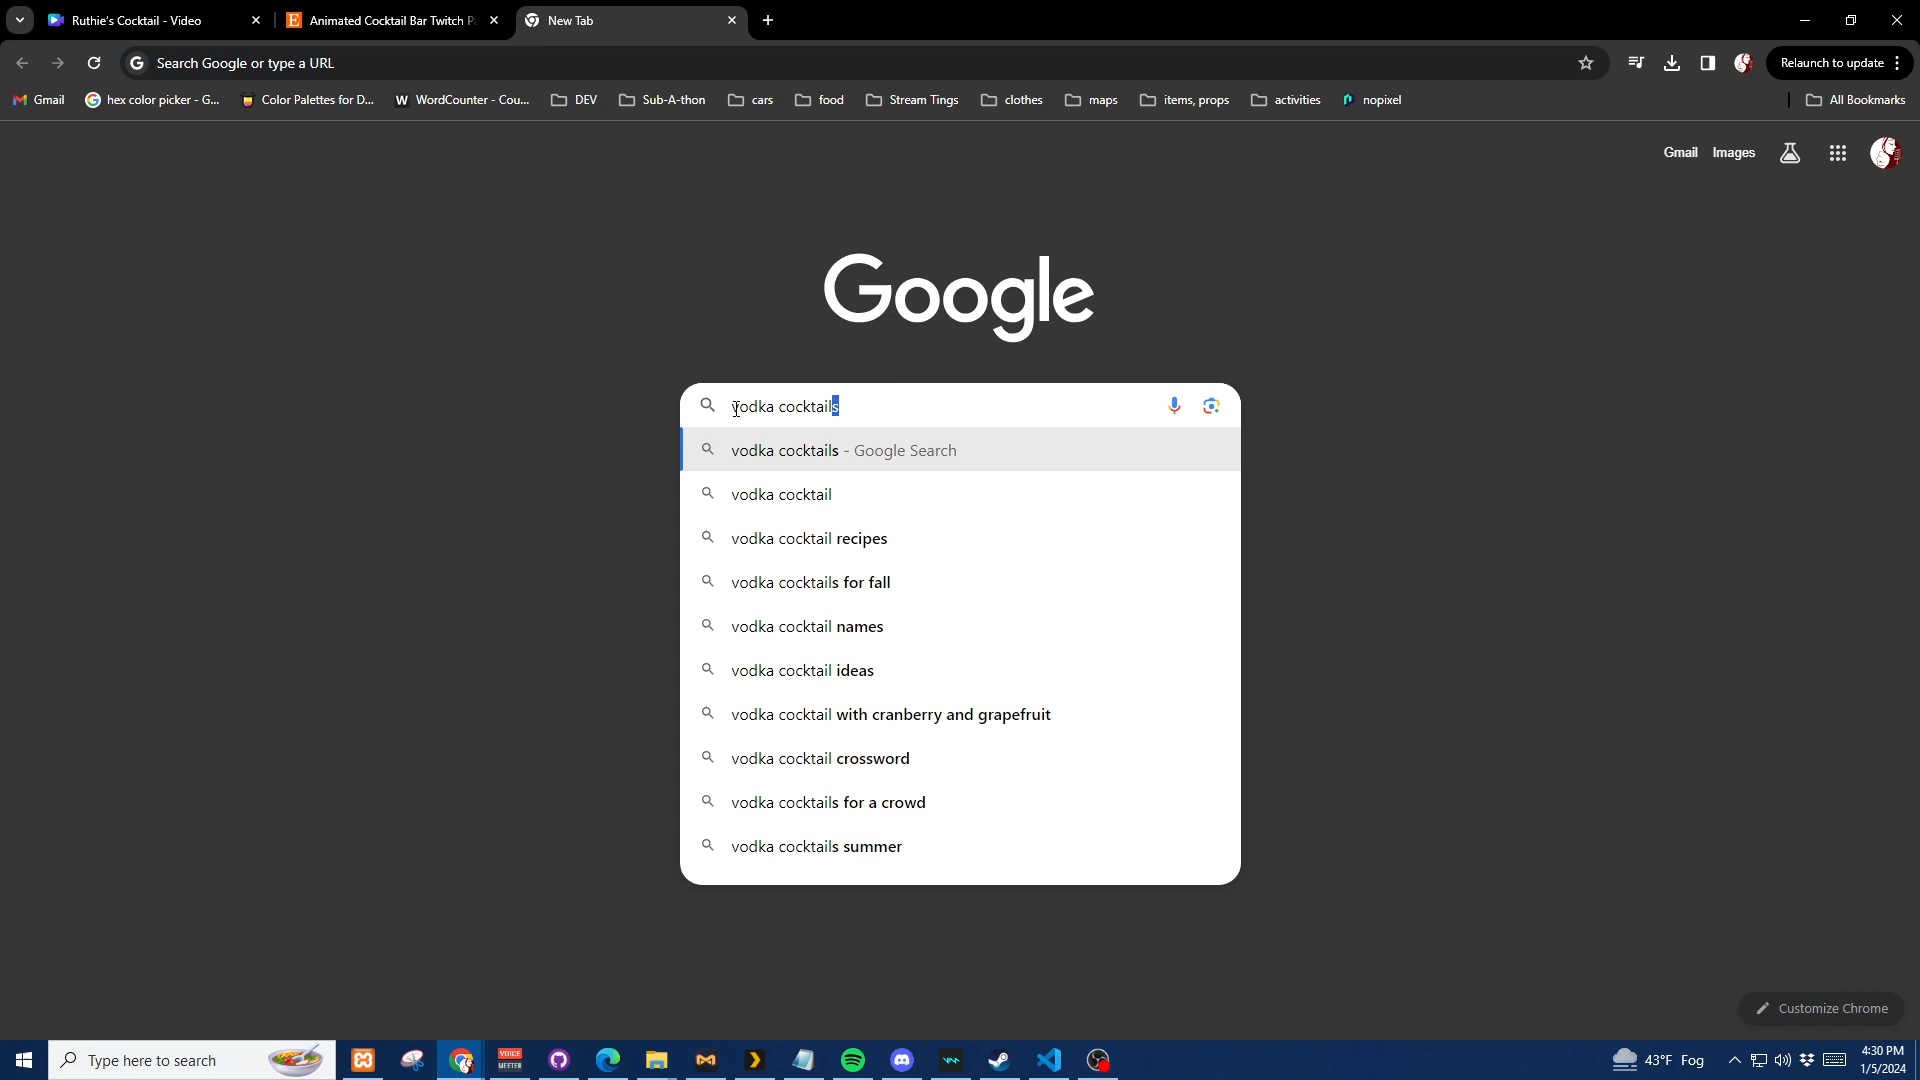 Ruthie's Cocktail - Video
Animated Cocktail Bar Twitch Pa
New Tab
Search Google or type a URL
Relaunch to update
Gmail
hex color picker - G...
Color Palettes for D...
WordCounter - Cou...
DEV
Sub-A-thon
cars
food
Stream Tings
clothes
maps
items, props
activities
nopixel
All Bookmarks
Gmail
Images
Google
vodka cocktails
vodka cocktails - Google Search
vodka cocktail
vodka cocktail recipes
vodka cocktails for fall
vodka cocktail names
vodka cocktail ideas
vodka cocktail with cranberry and grapefruit
vodka cocktail crossword
vodka cocktails for a crowd
vodka cocktails summer
Customize Chrome
Type here to search
VOICE
MEETER
43°F Fog
4:30 PM
1/5/2024